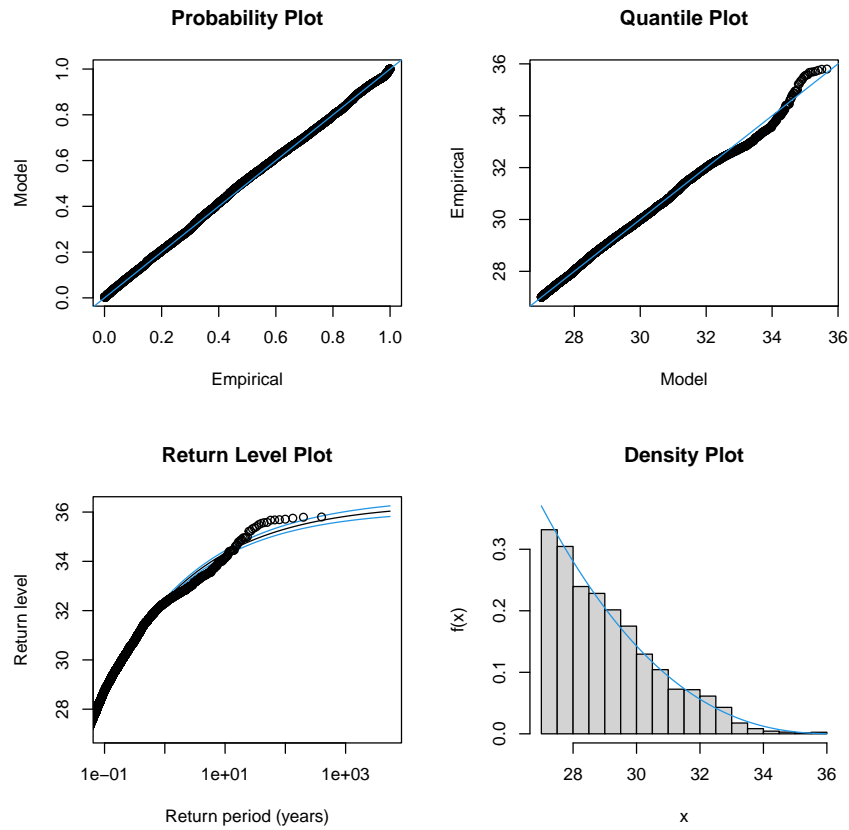 Probability Plot
Model
1.0
0.8
0.6
0.4
0.2
0.0
0.0 0.2 0.4 0.6 0.8 1.0
Empirical
Quantile Plot
Empirical
36
34
32
30
28
28 30 32 34 36
Model
Return Level Plot
Return level
36
34
32
30
28
1e−01 1e+01 1e+03
Return period (years)
Density Plot
f(x)
0.3
0.2
0.1
0.0
28 30 32 34 36
x